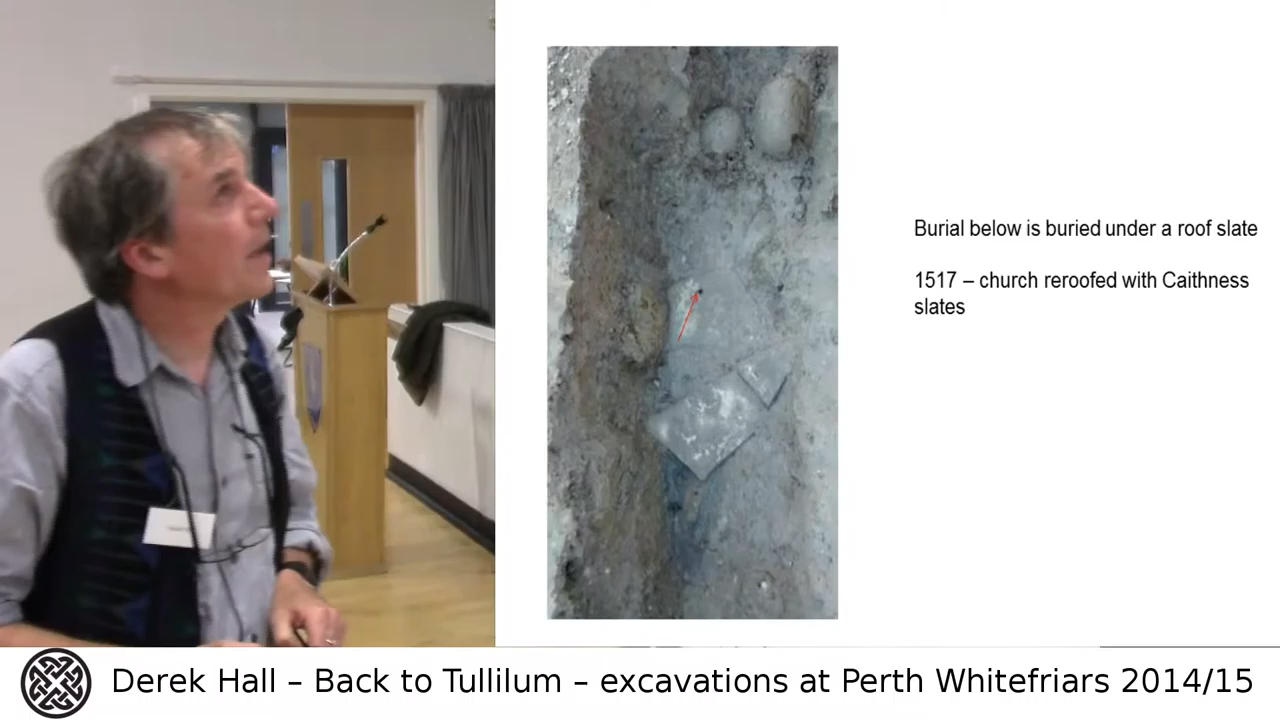 Burial below is buried under a roof slate
1517 – church reroofed with Caithness
slates
Derek Hall – Back to Tullilum – excavations at Perth Whitefriars 2014/15